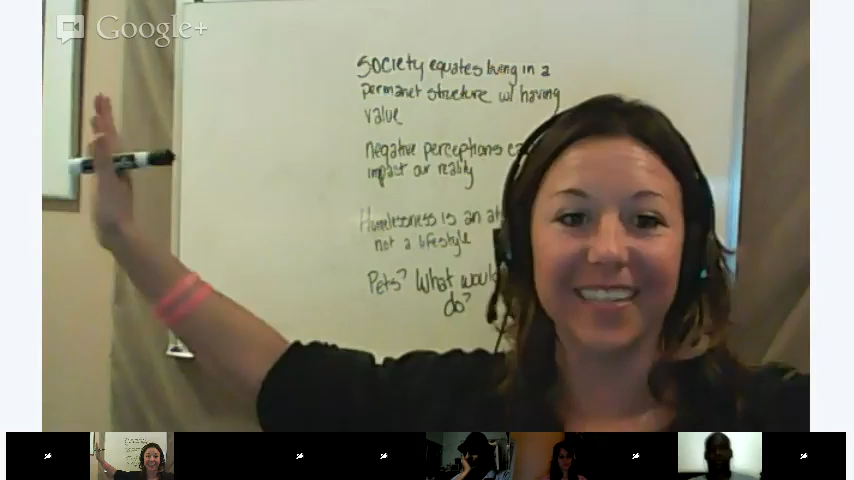 Google+
Society equates living in a
permanet structure w/ having
value
negative perceptions
impact our reality
Homelessness is an
not a lifestyle
Pets? What would
do?